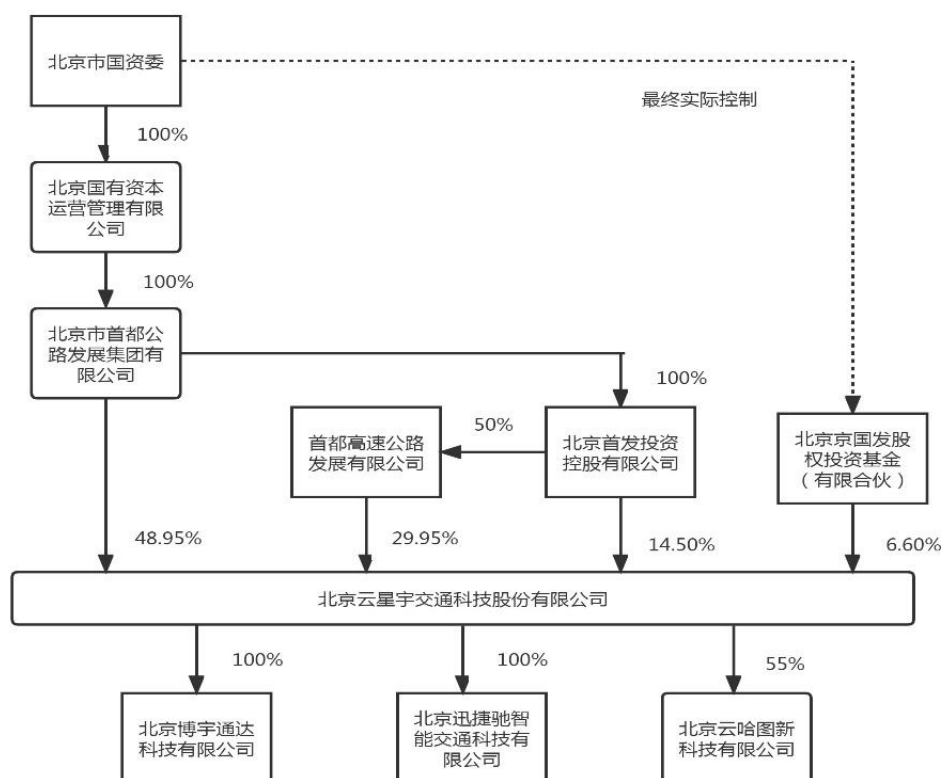 北京市国资委
最终实际控制
100%
北京国有资本
运营管理有限
公司
100%
北京市首都公
路发展集团有
限公司
100%
首都高速公路
发展有限公司
50%
北京首发投资
控股有限公司
北京京国发股
权投资基金
（有限合伙）
48.95%
29.95%
14.50%
6.60%
北京云星宇交通科技股份有限公司
100%
100%
55%
北京博宇通达
科技有限公司
北京迅捷驰智
能交通科技有
限公司
北京云哈图新
科技有限公司